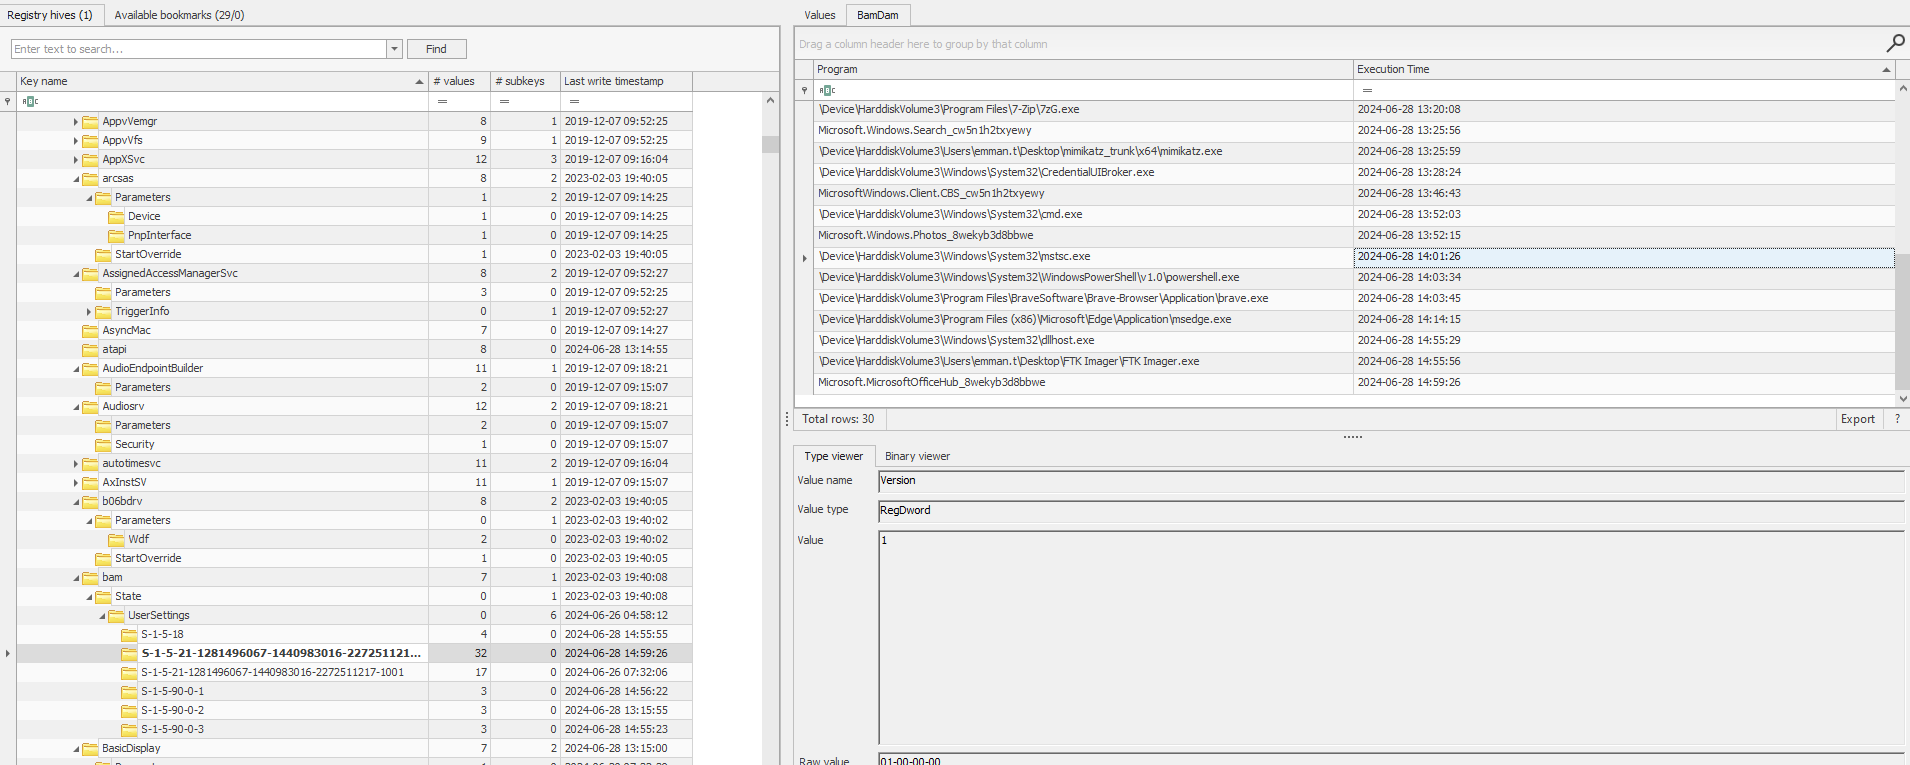 Registry hives (1) Available bookmarks (29/0)
Enter text to search... Find
Key name # values # subkeys Last write timestamp
ABC = = =
AppvVemgr 8 1 2019-12-07 09:52:25
AppvVfs 9 1 2019-12-07 09:52:25
AppXSvc 12 3 2019-12-07 09:16:04
arcsas 8 2 2023-02-03 19:40:05
Parameters 1 2 2019-12-07 09:14:25
Device 1 0 2019-12-07 09:14:25
PnpInterface 1 0 2019-12-07 09:14:25
StartOverride 1 0 2023-02-03 19:40:05
AssignedAccessManagerSvc 8 2 2019-12-07 09:52:27
Parameters 3 0 2019-12-07 09:52:25
TriggerInfo 0 1 2019-12-07 09:52:27
AsyncMac 7 0 2019-12-07 09:14:27
atapi 8 0 2024-06-28 13:14:55
AudioEndpointBuilder 11 1 2019-12-07 09:18:21
Parameters 2 0 2019-12-07 09:15:07
Audiosrv 12 2 2019-12-07 09:18:21
Parameters 2 0 2019-12-07 09:15:07
Security 1 0 2019-12-07 09:15:07
autotimesvc 11 2 2019-12-07 09:16:04
AxInstSV 11 1 2019-12-07 09:15:07
b06bdrv 8 2 2023-02-03 19:40:05
Parameters 0 1 2023-02-03 19:40:02
Wdf 2 0 2023-02-03 19:40:02
StartOverride 1 0 2023-02-03 19:40:05
bam 7 1 2023-02-03 19:40:08
State 0 1 2023-02-03 19:40:08
UserSettings 0 6 2024-06-26 04:58:12
S-1-5-18 4 0 2024-06-28 14:55:55
S-1-5-21-1281496067-1440983016-227251121... 32 0 2024-06-28 14:59:26
S-1-5-21-1281496067-1440983016-2272511217-1001 17 0 2024-06-26 07:32:06
S-1-5-90-0-1 3 0 2024-06-28 14:56:22
S-1-5-90-0-2 3 0 2024-06-28 13:15:55
S-1-5-90-0-3 3 0 2024-06-28 14:55:23
BasicDisplay 7 2 2024-06-28 13:15:00
Values BamDam
Drag a column header here to group by that column
Program Execution Time
ABC =
\Device\HarddiskVolume3\Program Files\7-Zip\7zG.exe 2024-06-28 13:20:08
Microsoft.Windows.Search_cw5n1h2txyewy 2024-06-28 13:25:56
\Device\HarddiskVolume3\Users\emman.t\Desktop\mimikatz_trunk\x64\mimikatz.exe 2024-06-28 13:25:59
\Device\HarddiskVolume3\Windows\System32\CredentialUIBroker.exe 2024-06-28 13:28:24
MicrosoftWindows.Client.CBS_cw5n1h2txyewy 2024-06-28 13:46:43
\Device\HarddiskVolume3\Windows\System32\cmd.exe 2024-06-28 13:52:03
Microsoft.Windows.Photos_8wekyb3d8bbwe 2024-06-28 13:52:15
\Device\HarddiskVolume3\Windows\System32\mstsc.exe 2024-06-28 14:01:26
\Device\HarddiskVolume3\Windows\System32\WindowsPowerShell\v1.0\powershell.exe 2024-06-28 14:03:34
\Device\HarddiskVolume3\Program Files\BraveSoftware\Brave-Browser\Application\brave.exe 2024-06-28 14:03:45
\Device\HarddiskVolume3\Program Files (x86)\Microsoft\Edge\Application\msedge.exe 2024-06-28 14:14:15
\Device\HarddiskVolume3\Windows\System32\dllhost.exe 2024-06-28 14:55:29
\Device\HarddiskVolume3\Users\emman.t\Desktop\FTK Imager\FTK Imager.exe 2024-06-28 14:55:56
Microsoft.MicrosoftOfficeHub_8wekyb3d8bbwe 2024-06-28 14:59:26
Total rows: 30 Export ?
Type viewer Binary viewer
Value name Version
Value type RegDword
Value 1
Raw value 01-00-00-00